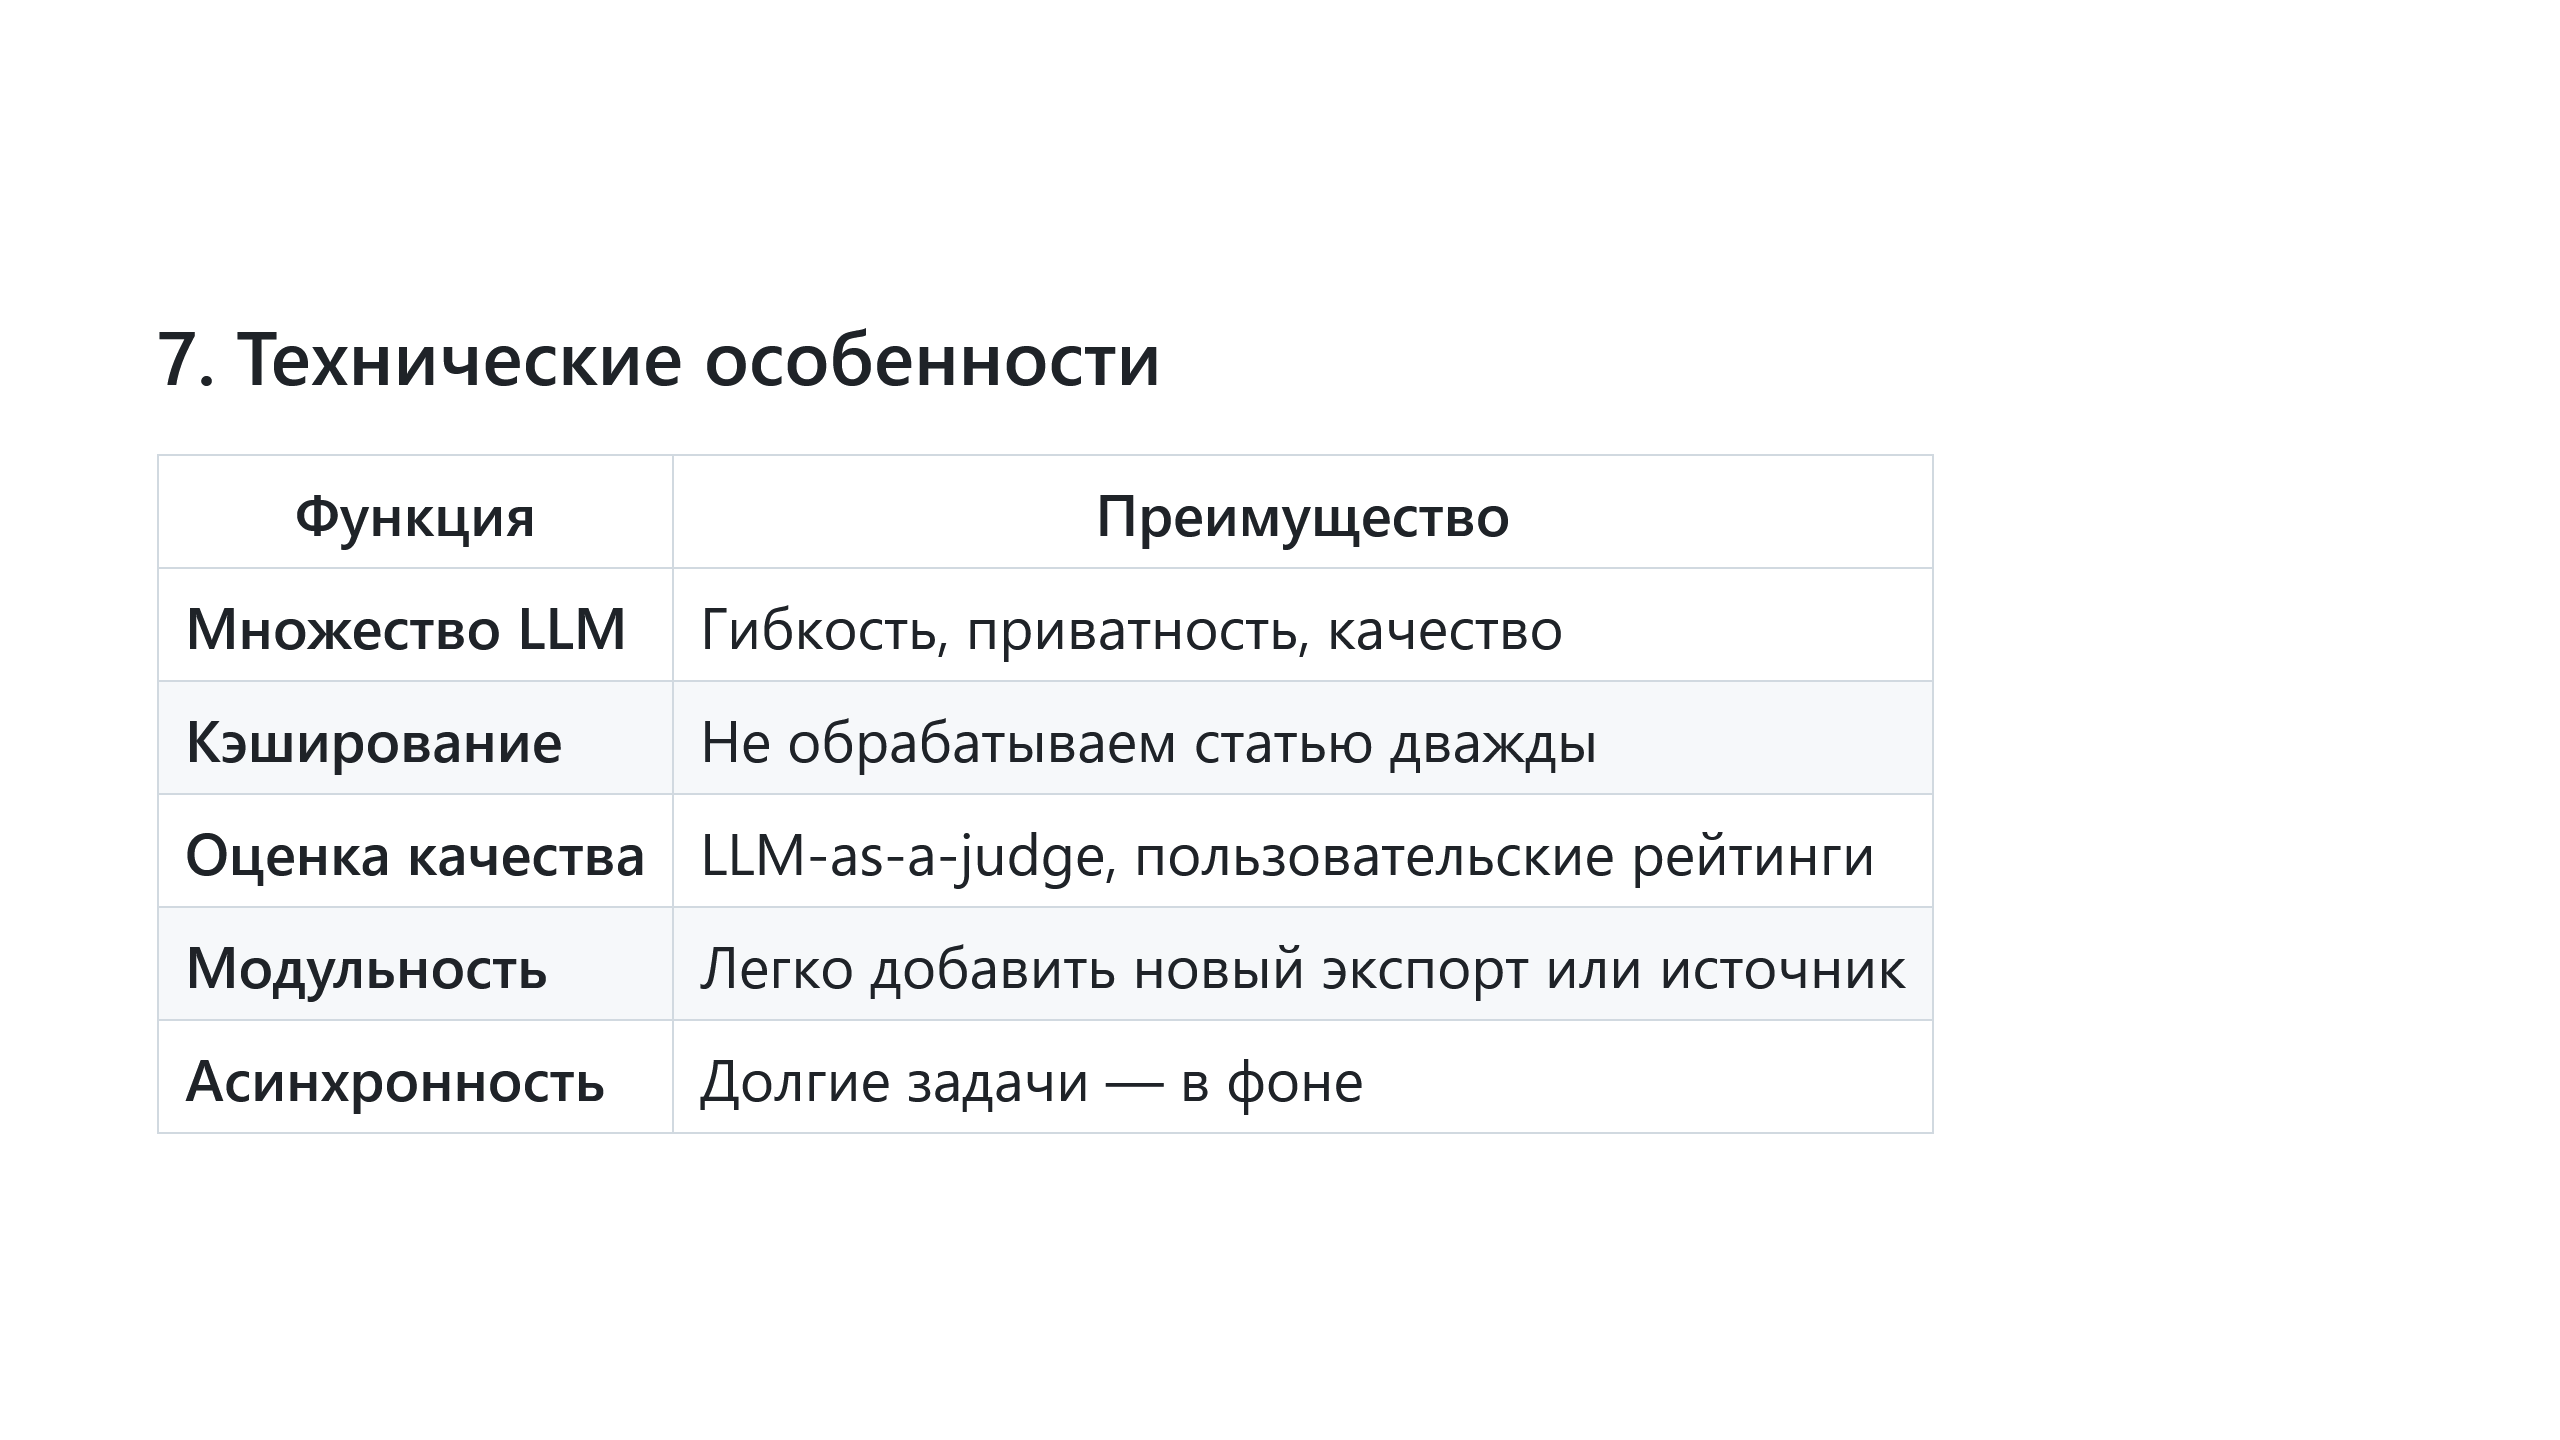 7. Технические особенности
Функция Преимущество
Множество LLM Гибкость, приватность, качество
Кэширование Не обрабатываем статью дважды
Оценка качества LLM-as-a-judge, пользовательские рейтинги
Модульность Легко добавить новый экспорт или источник
Асинхронность Долгие задачи — в фоне